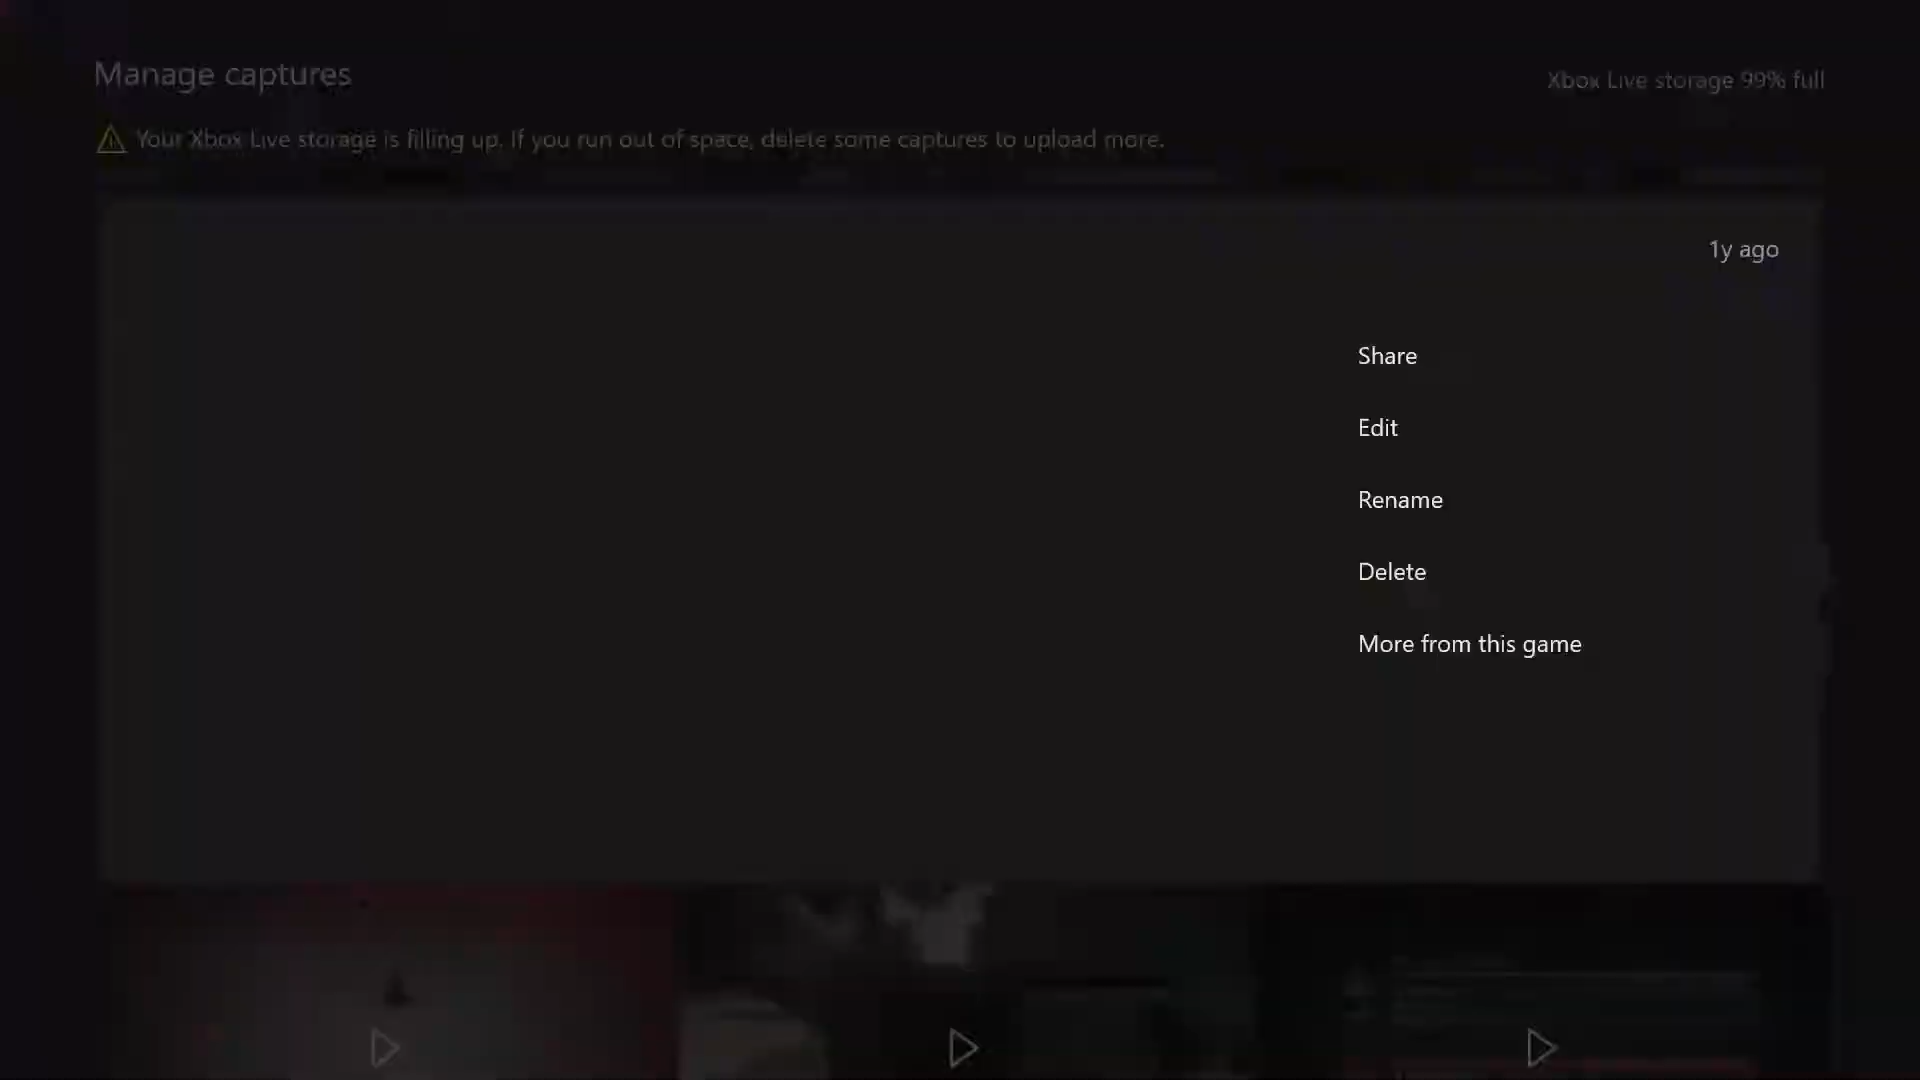 Manage captures
Xbox Live storage 99% full
Your Xbox Live storage is filling up. If you run out of space, delete some captures to upload more.
1y ago
Share
Edit
Rename
Delete
More from this game